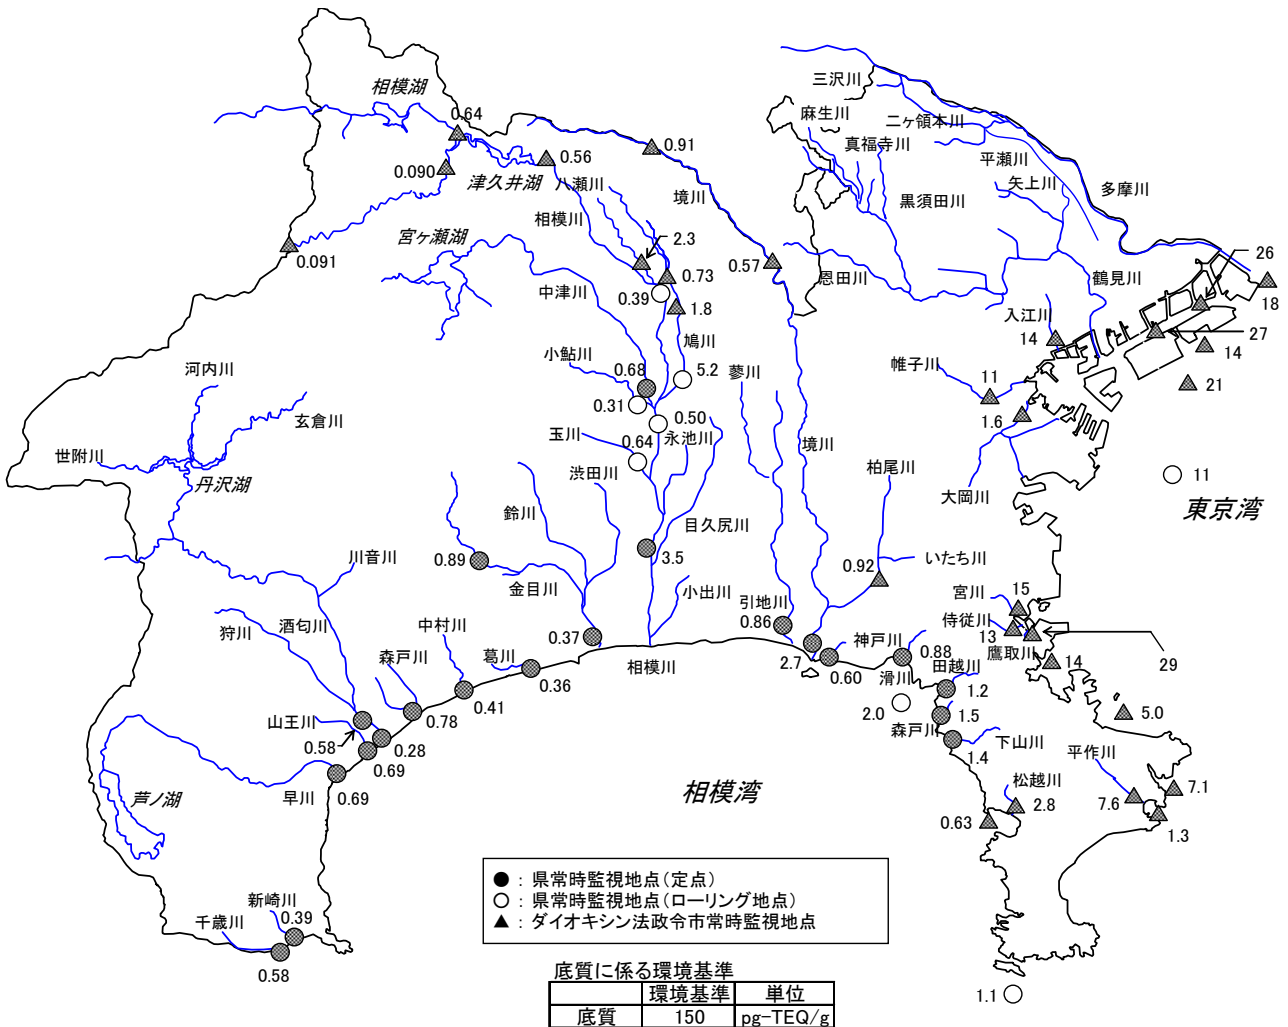 三沢川
相模湖
麻生川
二ヶ領本川
0.64
真福寺川
0.91
平瀬川
0.56
矢上川
0.090
津久井湖
八瀬川
多摩川
境川
黒須田川
相模川
宮ヶ瀬湖
2.3
26
0.091
0.57
恩田川
鶴見川
0.73
18
中津川
0.39
1.8
入江川
鳩川
14
27
14
小鮎川
帷子川
河内川
0.68
5.2
蓼川
11
21
玄倉川
0.31
0.50
1.6
玉川
0.64
永池川
境川
世附川
渋田川
柏尾川
11
丹沢湖
大岡川
東京湾
鈴川
目久尻川
川音川
0.89
3.5
0.92
いたち川
金目川
小出川
宮川
15
引地川
侍従川
狩川
酒匂川
中村川
0.86
13
0.37
神戸川
鷹取川
森戸川
葛川
相模川
2.7
0.88
29
14
0.60
滑川
田越川
0.36
1.2
0.41
2.0
山王川
0.78
1.5
5.0
森戸川
0.58
0.28
下山川
平作川
0.69
1.4
芦ノ湖
早川
0.69
相模湾
松越川
7.1
2.8
7.6
0.63
1.3
● : 県常時監視地点(定点)
○ : 県常時監視地点(ローリング地点)
▲ : ダイオキシン法政令市常時監視地点
新崎川
千歳川
0.39
0.58
底質に係る環境基準
環境基準 単位
底質 150 pg-TEQ/g
1.1